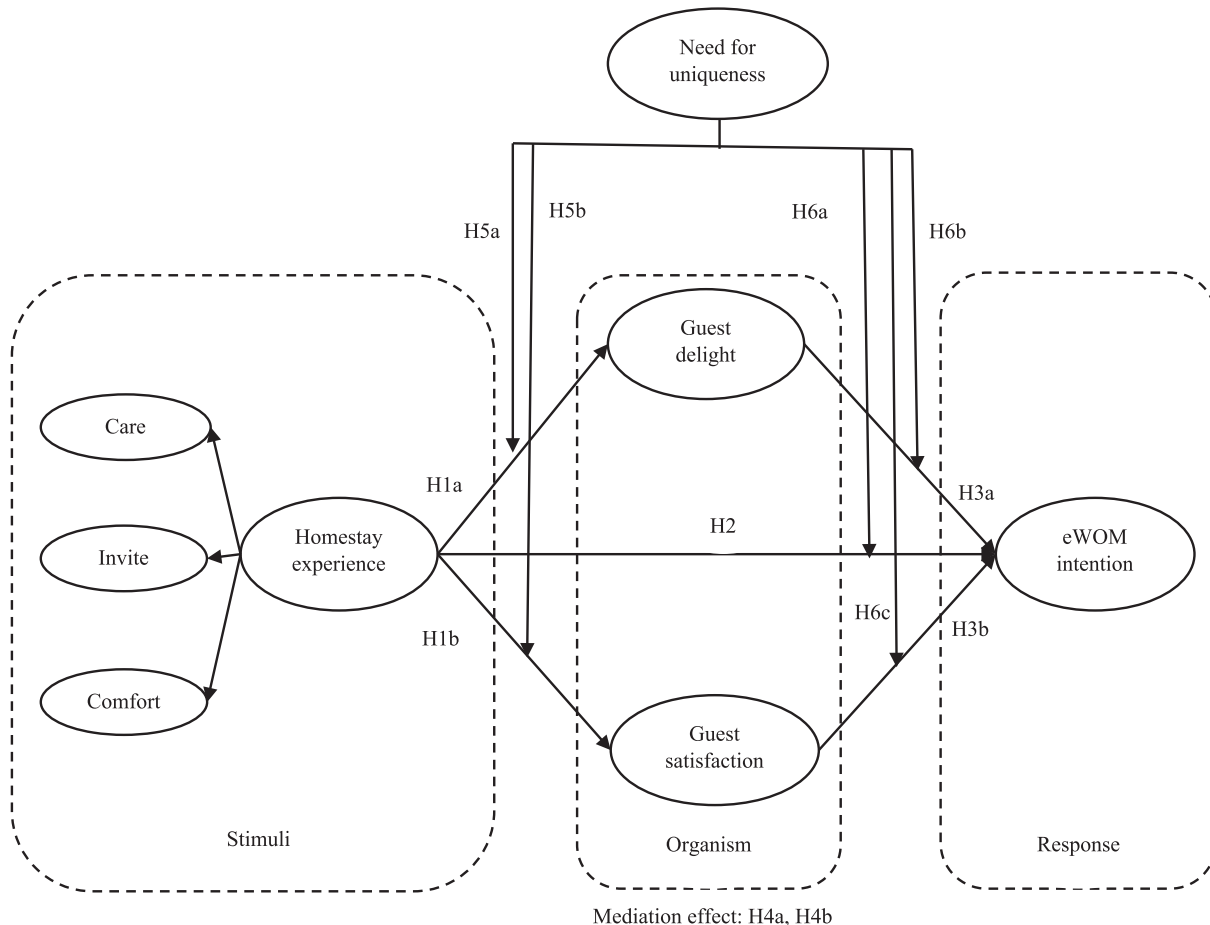 Need for
uniqueness
H5a
H5b
H6a
H6b
Guest
delight
Care
H1a
H3a
Invite
Homestay
experience
H2
eWOM
intention
H1b
H6c
H3b
Comfort
Guest
satisfaction
Stimuli
Organism
Response
Mediation effect: H4a, H4b